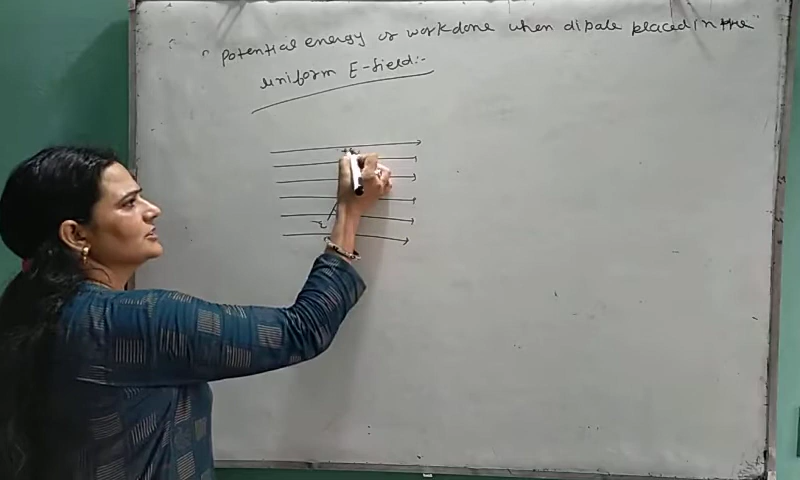 " Potential energy or workdone when dipole placed in the "
uniform E-field:-